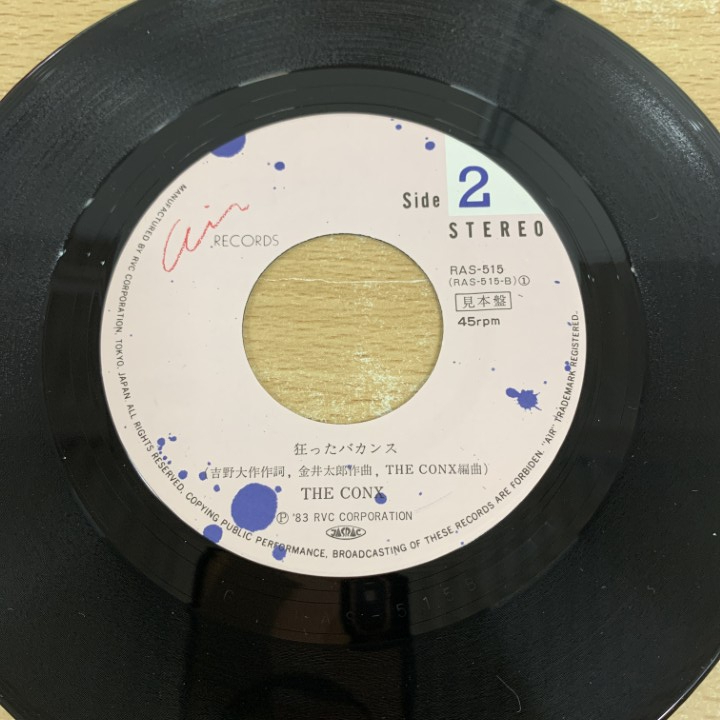 Side 2
STEREO
Air RECORDS
RAS-515
(RAS-515-B)①
見本盤
45rpm
狂ったバカンス
(吉野大作作詞, 金井太郎作曲, THE CONX編曲)
THE CONX
Ⓟ '83 RVC CORPORATION
JASRAC
MANUFACTURED BY RVC CORPORATION, TOKYO, JAPAN. ALL RIGHTS RESERVED. COPYING PUBLIC PERFORMANCE, BROADCASTING OF THESE RECORDS ARE FORBIDDEN. "AIR" TRADEMARK REGISTERED.